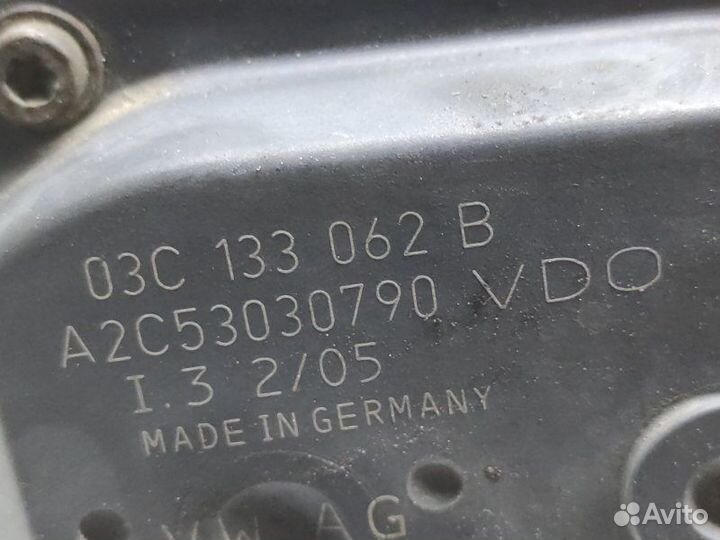 03C 133 062 B
A2C53030790 VDO
I.3 2/05
MADE IN GERMANY
VW AG
Avito